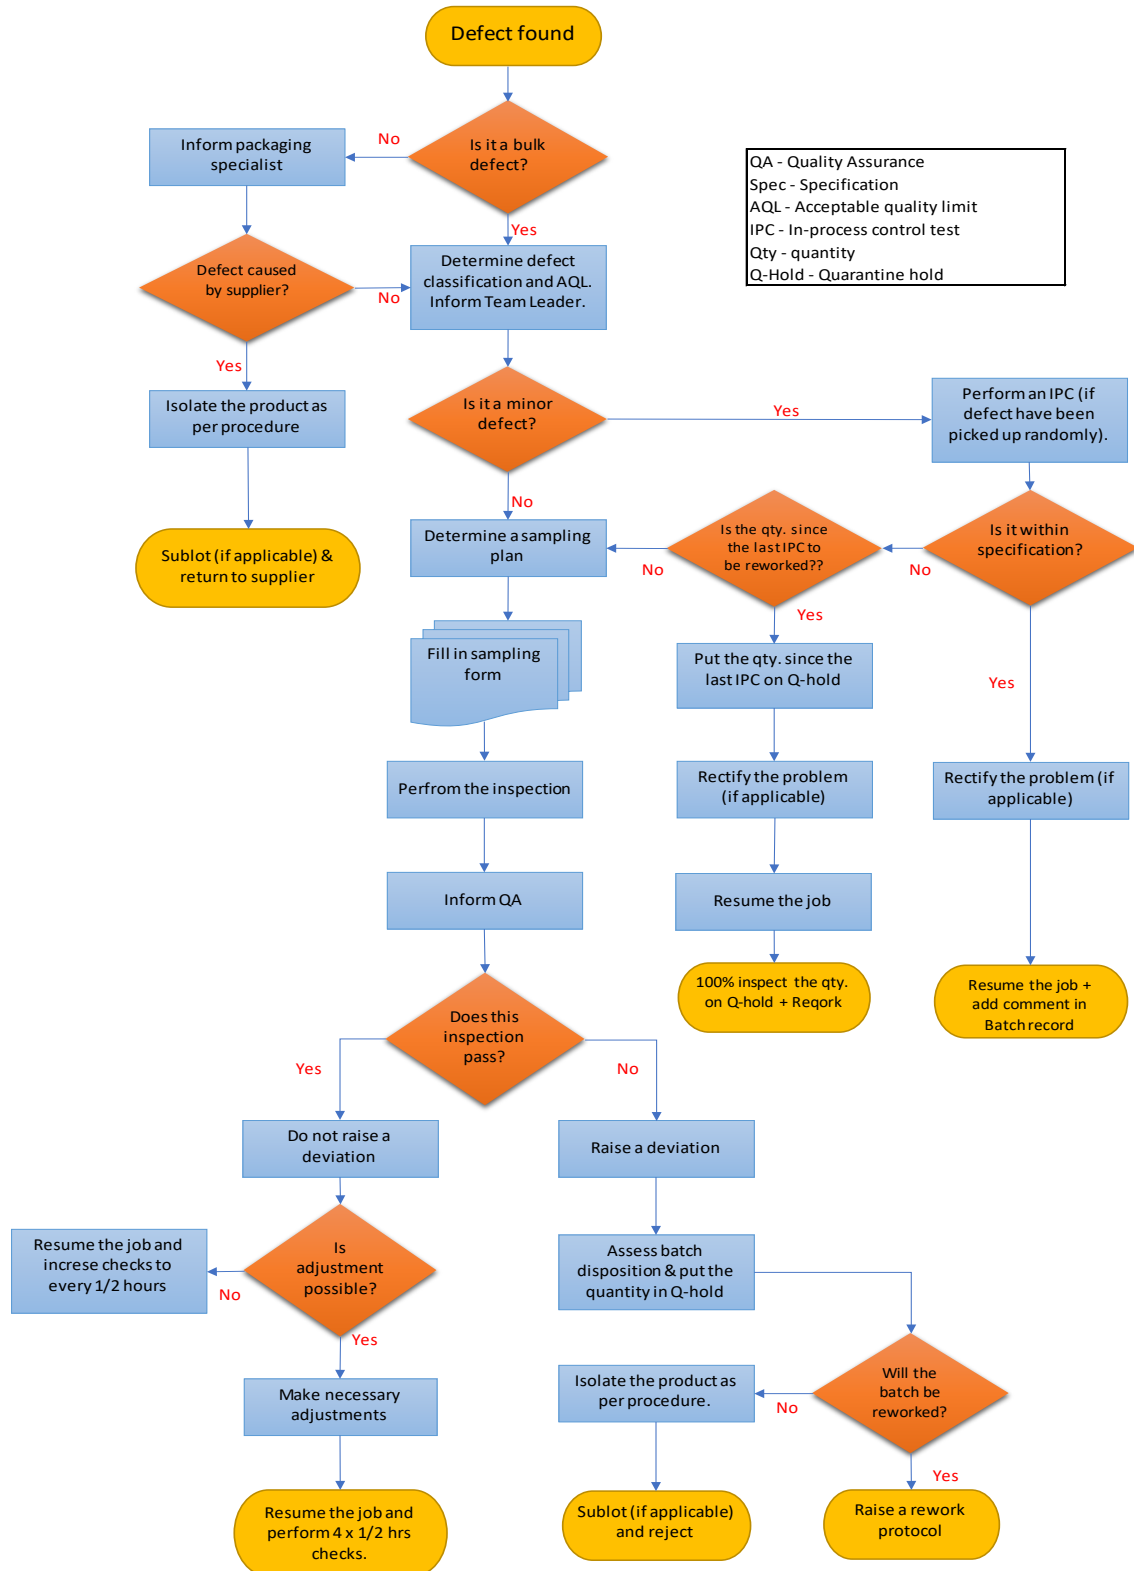 Defect found
No
Inform packaging
specialist
Is it a bulk
defect?
QA - Quality Assurance
Spec - Specification
AQL - Acceptable quality limit
IPC - In-process control test
Qty - quantity
Q-Hold - Quarantine hold
Yes
Defect caused
by supplier?
No
Determine defect
classification and AQL.
Inform Team Leader.
Yes
Isolate the product as
per procedure
Is it a minor
defect?
Yes
Perform an IPC (if
defect have been
picked up randomly).
No
Sublot (if applicable) &
return to supplier
Determine a sampling
plan
No
Is the qty. since
the last IPC to
be reworked??
No
Is it within
specification?
Yes
Fill in sampling
form
Put the qty. since the
last IPC on Q-hold
Yes
Perfrom the inspection
Rectify the problem
(if applicable)
Rectify the problem (if
applicable)
Inform QA
Resume the job
100% inspect the qty.
on Q-hold + Reqork
Resume the job +
add comment in
Batch record
Does this
inspection
pass?
Yes
No
Do not raise a
deviation
Raise a deviation
Resume the job and
increse checks to
every 1/2 hours
No
Is
adjustment
possible?
Assess batch
disposition & put the
quantity in Q-hold
Yes
Make necessary
adjustments
Isolate the product as
per procedure.
No
Will the
batch be
reworked?
Yes
Resume the job and
perform 4 x 1/2 hrs
checks.
Sublot (if applicable)
and reject
Raise a rework
protocol